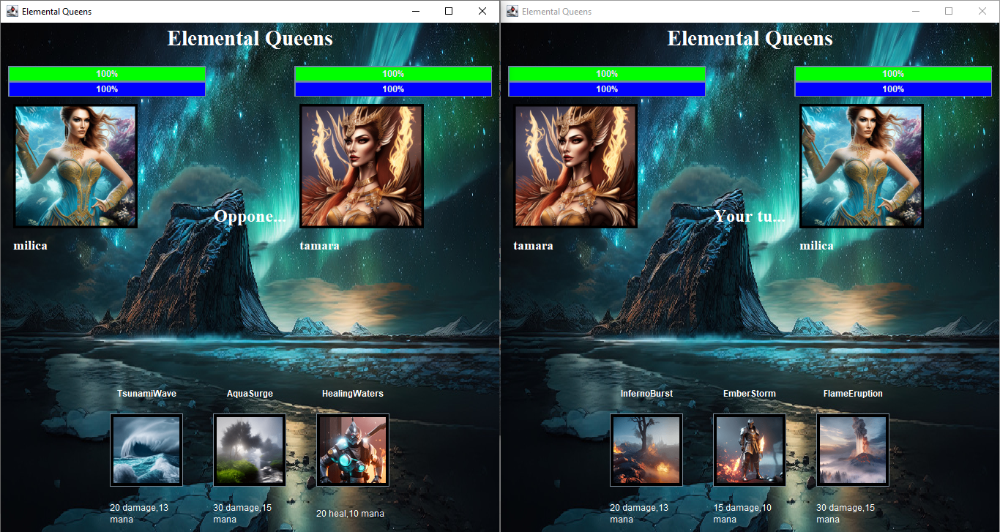 Elemental Queens
Elemental Queens
100% 100%
100% 100%
Oppone...
milica tamara
TsunamiWave AquaSurge HealingWaters
20 damage,13 30 damage,15 20 heal,10 mana
mana mana
Elemental Queens
Elemental Queens
100% 100%
100% 100%
Your tu...
tamara milica
InfernoBurst EmberStorm FlameEruption
20 damage,13 15 damage,10 30 damage,15
mana mana mana